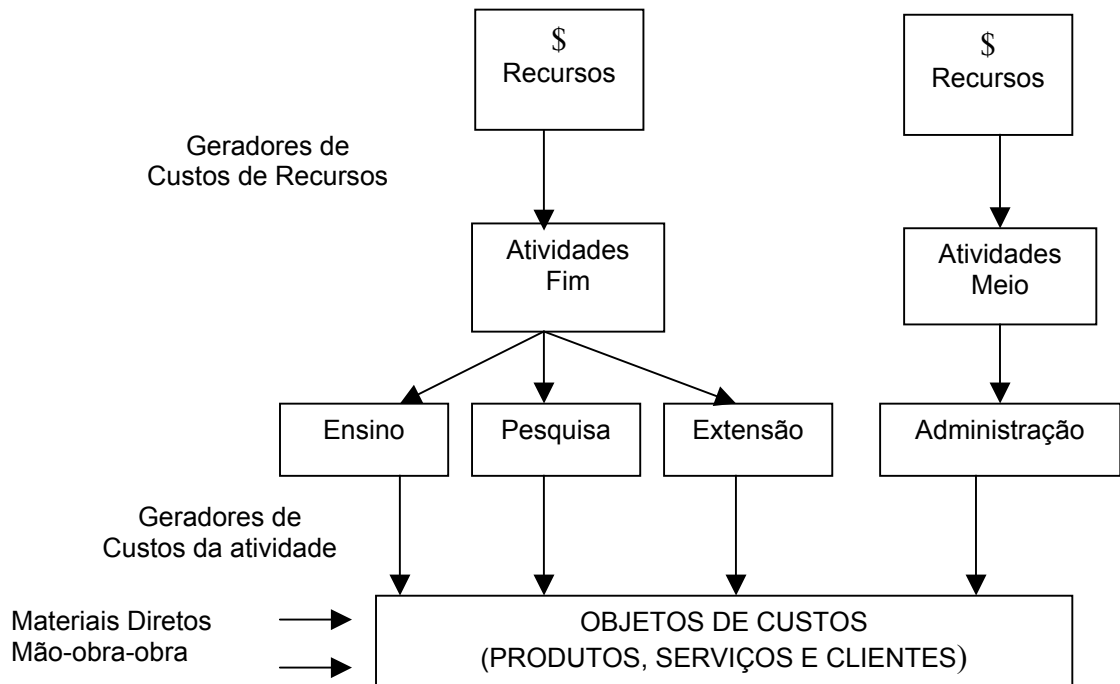 $
Recursos
$
Recursos
Geradores de
Custos de Recursos
Atividades
Fim
Atividades
Meio
Ensino
Pesquisa
Extensão
Administração
Geradores de
Custos da atividade
Materiais Diretos
Mão-obra-obra
OBJETOS DE CUSTOS
(PRODUTOS, SERVIÇOS E CLIENTES)